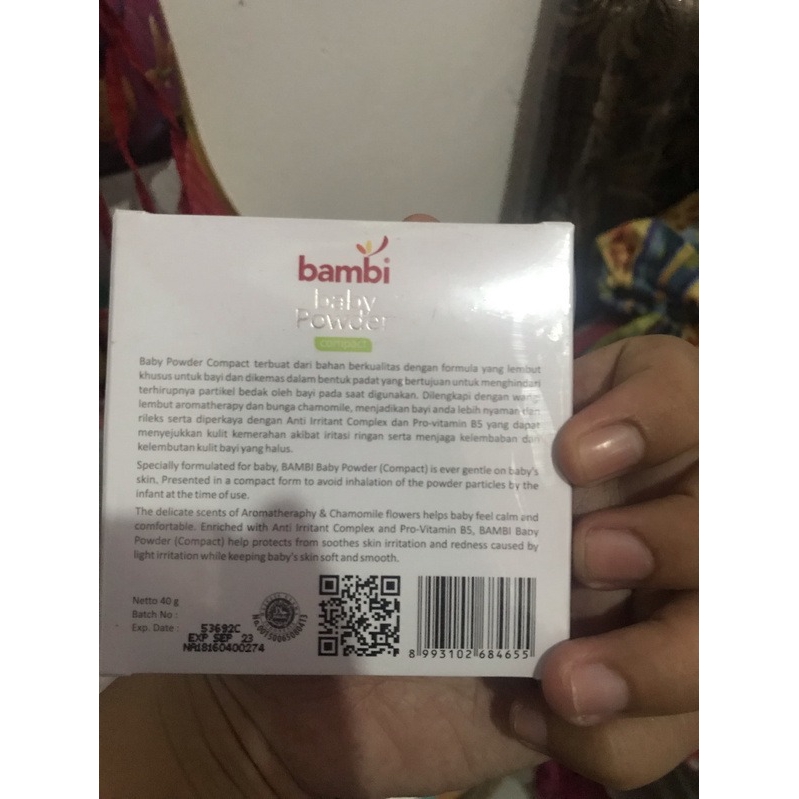 bambi
baby
Powder
compact
Baby Powder Compact terbuat dari bahan berkualitas dengan formula yang lembut
khusus untuk bayi dan dikemas dalam bentuk padat yang bertujuan untuk menghindari
terhirupnya partikel bedak oleh bayi pada saat digunakan. Dilengkapi dengan wangi
lembut aromatherapy dan bunga chamomile, menjadikan bayi anda lebih nyaman dan
rileks serta diperkaya dengan Anti Irritant Complex dan Pro-vitamin B5 yang dapat
menyejukkan kulit kemerahan akibat iritasi ringan serta menjaga kelembaban dan
kelembutan kulit bayi yang halus.
Specially formulated for baby, BAMBI Baby Powder (Compact) is ever gentle on baby's
skin. Presented in a compact form to avoid inhalation of the powder particles by the
infant at the time of use.
The delicate scents of Aromatheraphy & Chamomile flowers helps baby feel calm and
comfortable. Enriched with Anti Irritant Complex and Pro-Vitamin B5, BAMBI Baby
Powder (Compact) help protects from soothes skin irritation and redness caused by
light irritation while keeping baby's skin soft and smooth.
Netto 40 g
Batch No :
Exp. Date :
53692C
EXP SEP 23
NA18160400274
8 993102 684655